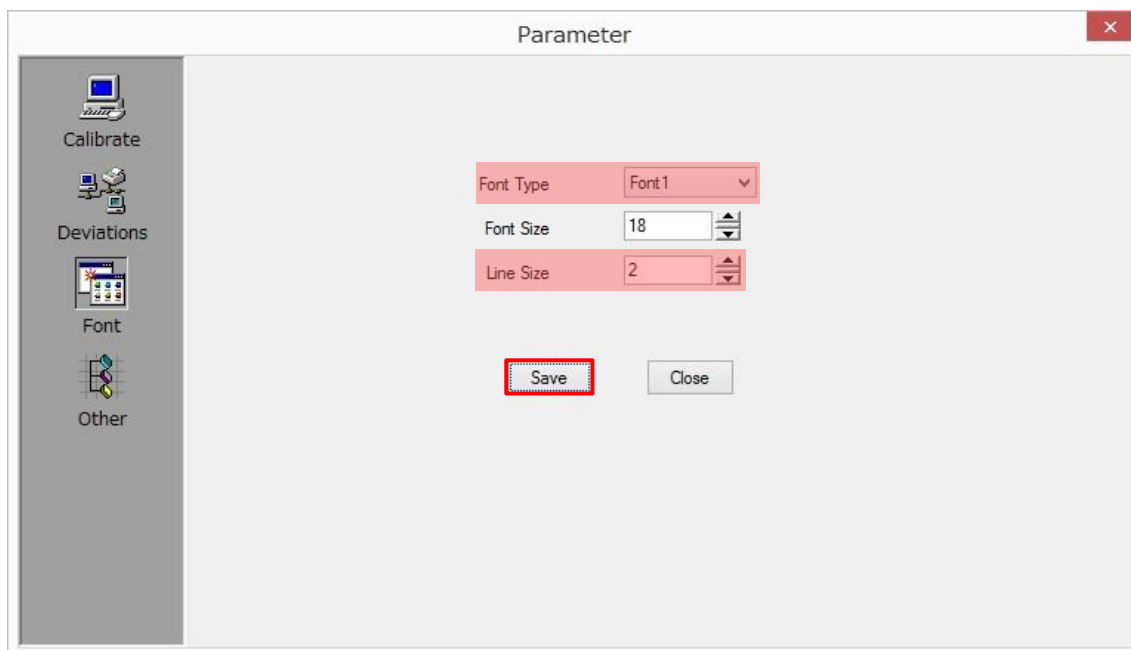 Parameter
Calibrate
Deviations
Font
Other
Font Type Font1
Font Size 18
Line Size 2
Save Close